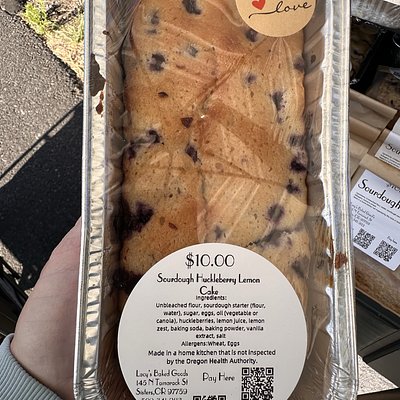 love
$10.00
Sourdough Huckleberry Lemon
Cake
Ingredients:
Unbleached flour, sourdough starter (flour,
water), sugar, eggs, oil (vegetable or
canola), huckleberries, lemon juice, lemon
zest, baking soda, baking powder, vanilla
extract, salt
Allergens:Wheat, Eggs
Made in a home kitchen that is not inspected
by the Oregon Health Authority.
Lucy's Baked Goods
145 N Tamarack St
Sisters,OR 97759
Pay Here
Sourdough